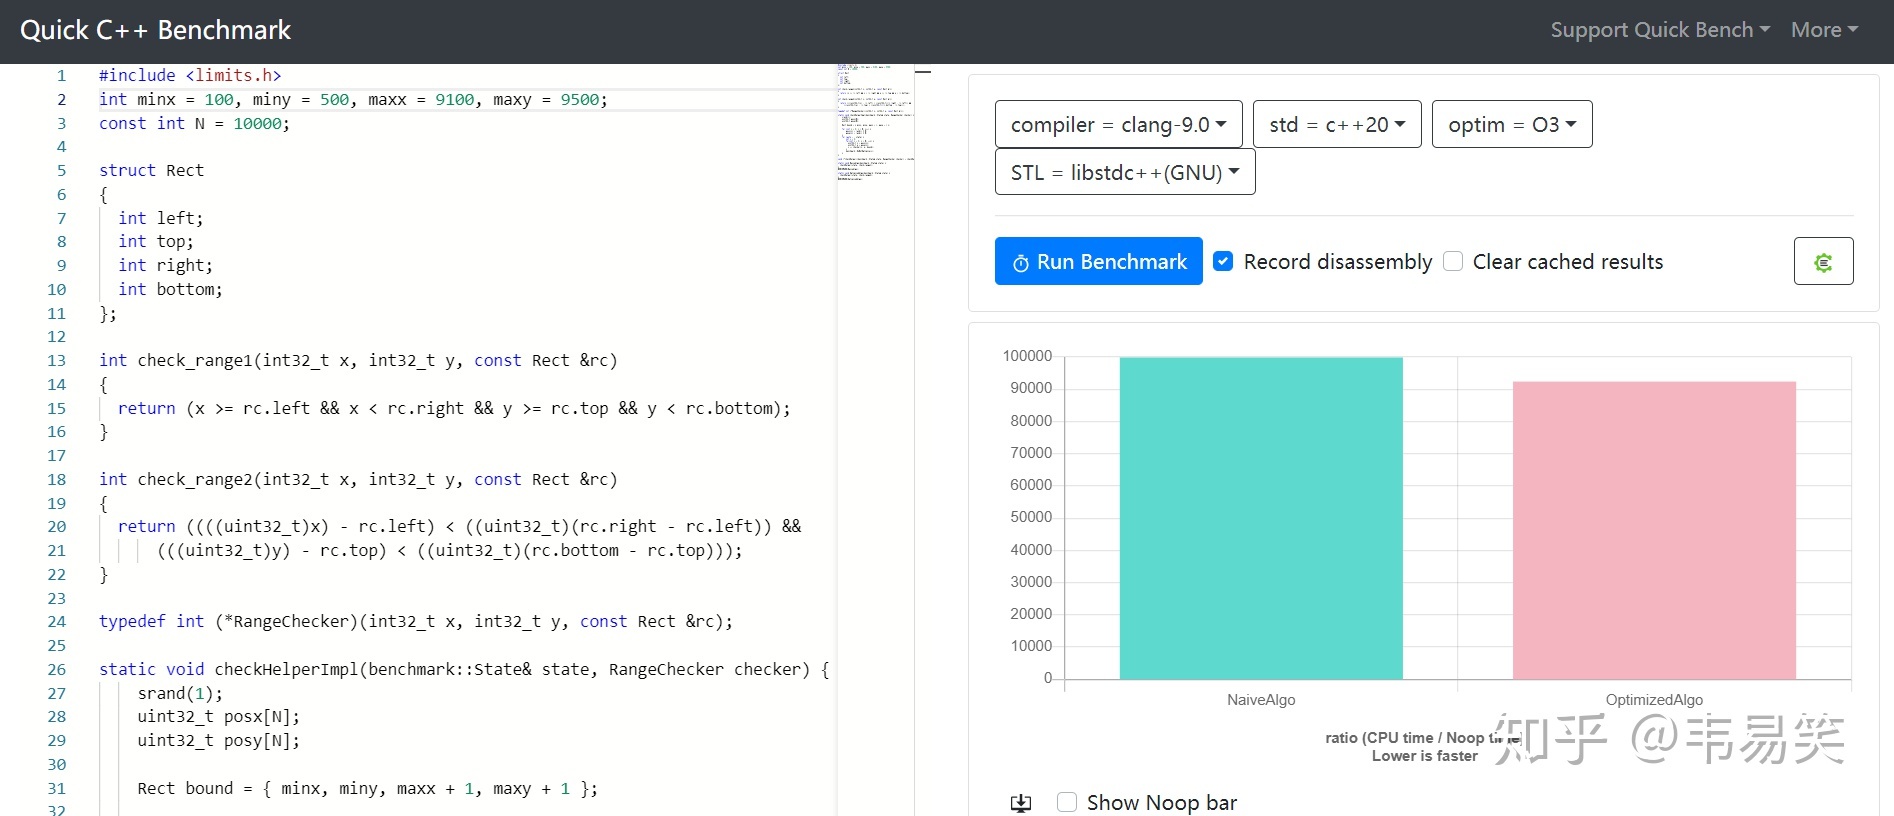 Quick C++ Benchmark
Support Quick Bench
More
1 #include <limits.h>
2 int minx = 100, miny = 500, maxx = 9100, maxy = 9500;
3 const int N = 10000;
4
5 struct Rect
6 {
7 int left;
8 int top;
9 int right;
10 int bottom;
11 };
12
13 int check_range1(int32_t x, int32_t y, const Rect &rc)
14 {
15 return (x >= rc.left && x < rc.right && y >= rc.top && y < rc.bottom);
16 }
17
18 int check_range2(int32_t x, int32_t y, const Rect &rc)
19 {
20 return ((((uint32_t)x) - rc.left) < ((uint32_t)(rc.right - rc.left)) &&
21 (((uint32_t)y) - rc.top) < ((uint32_t)(rc.bottom - rc.top)));
22 }
23
24 typedef int (*RangeChecker)(int32_t x, int32_t y, const Rect &rc);
25
26 static void checkHelperImpl(benchmark::State& state, RangeChecker checker) {
27 srand(1);
28 uint32_t posx[N];
29 uint32_t posy[N];
30
31 Rect bound = { minx, miny, maxx + 1, maxy + 1 };
32
compiler = clang-9.0
std = c++20
optim = O3
STL = libstdc++(GNU)
Run Benchmark
Record disassembly
Clear cached results
100000
90000
80000
70000
60000
50000
40000
30000
20000
10000
0
NaiveAlgo
OptimizedAlgo
ratio (CPU time / Noop time)
Lower is faster
知乎 @韦易笑
Show Noop bar